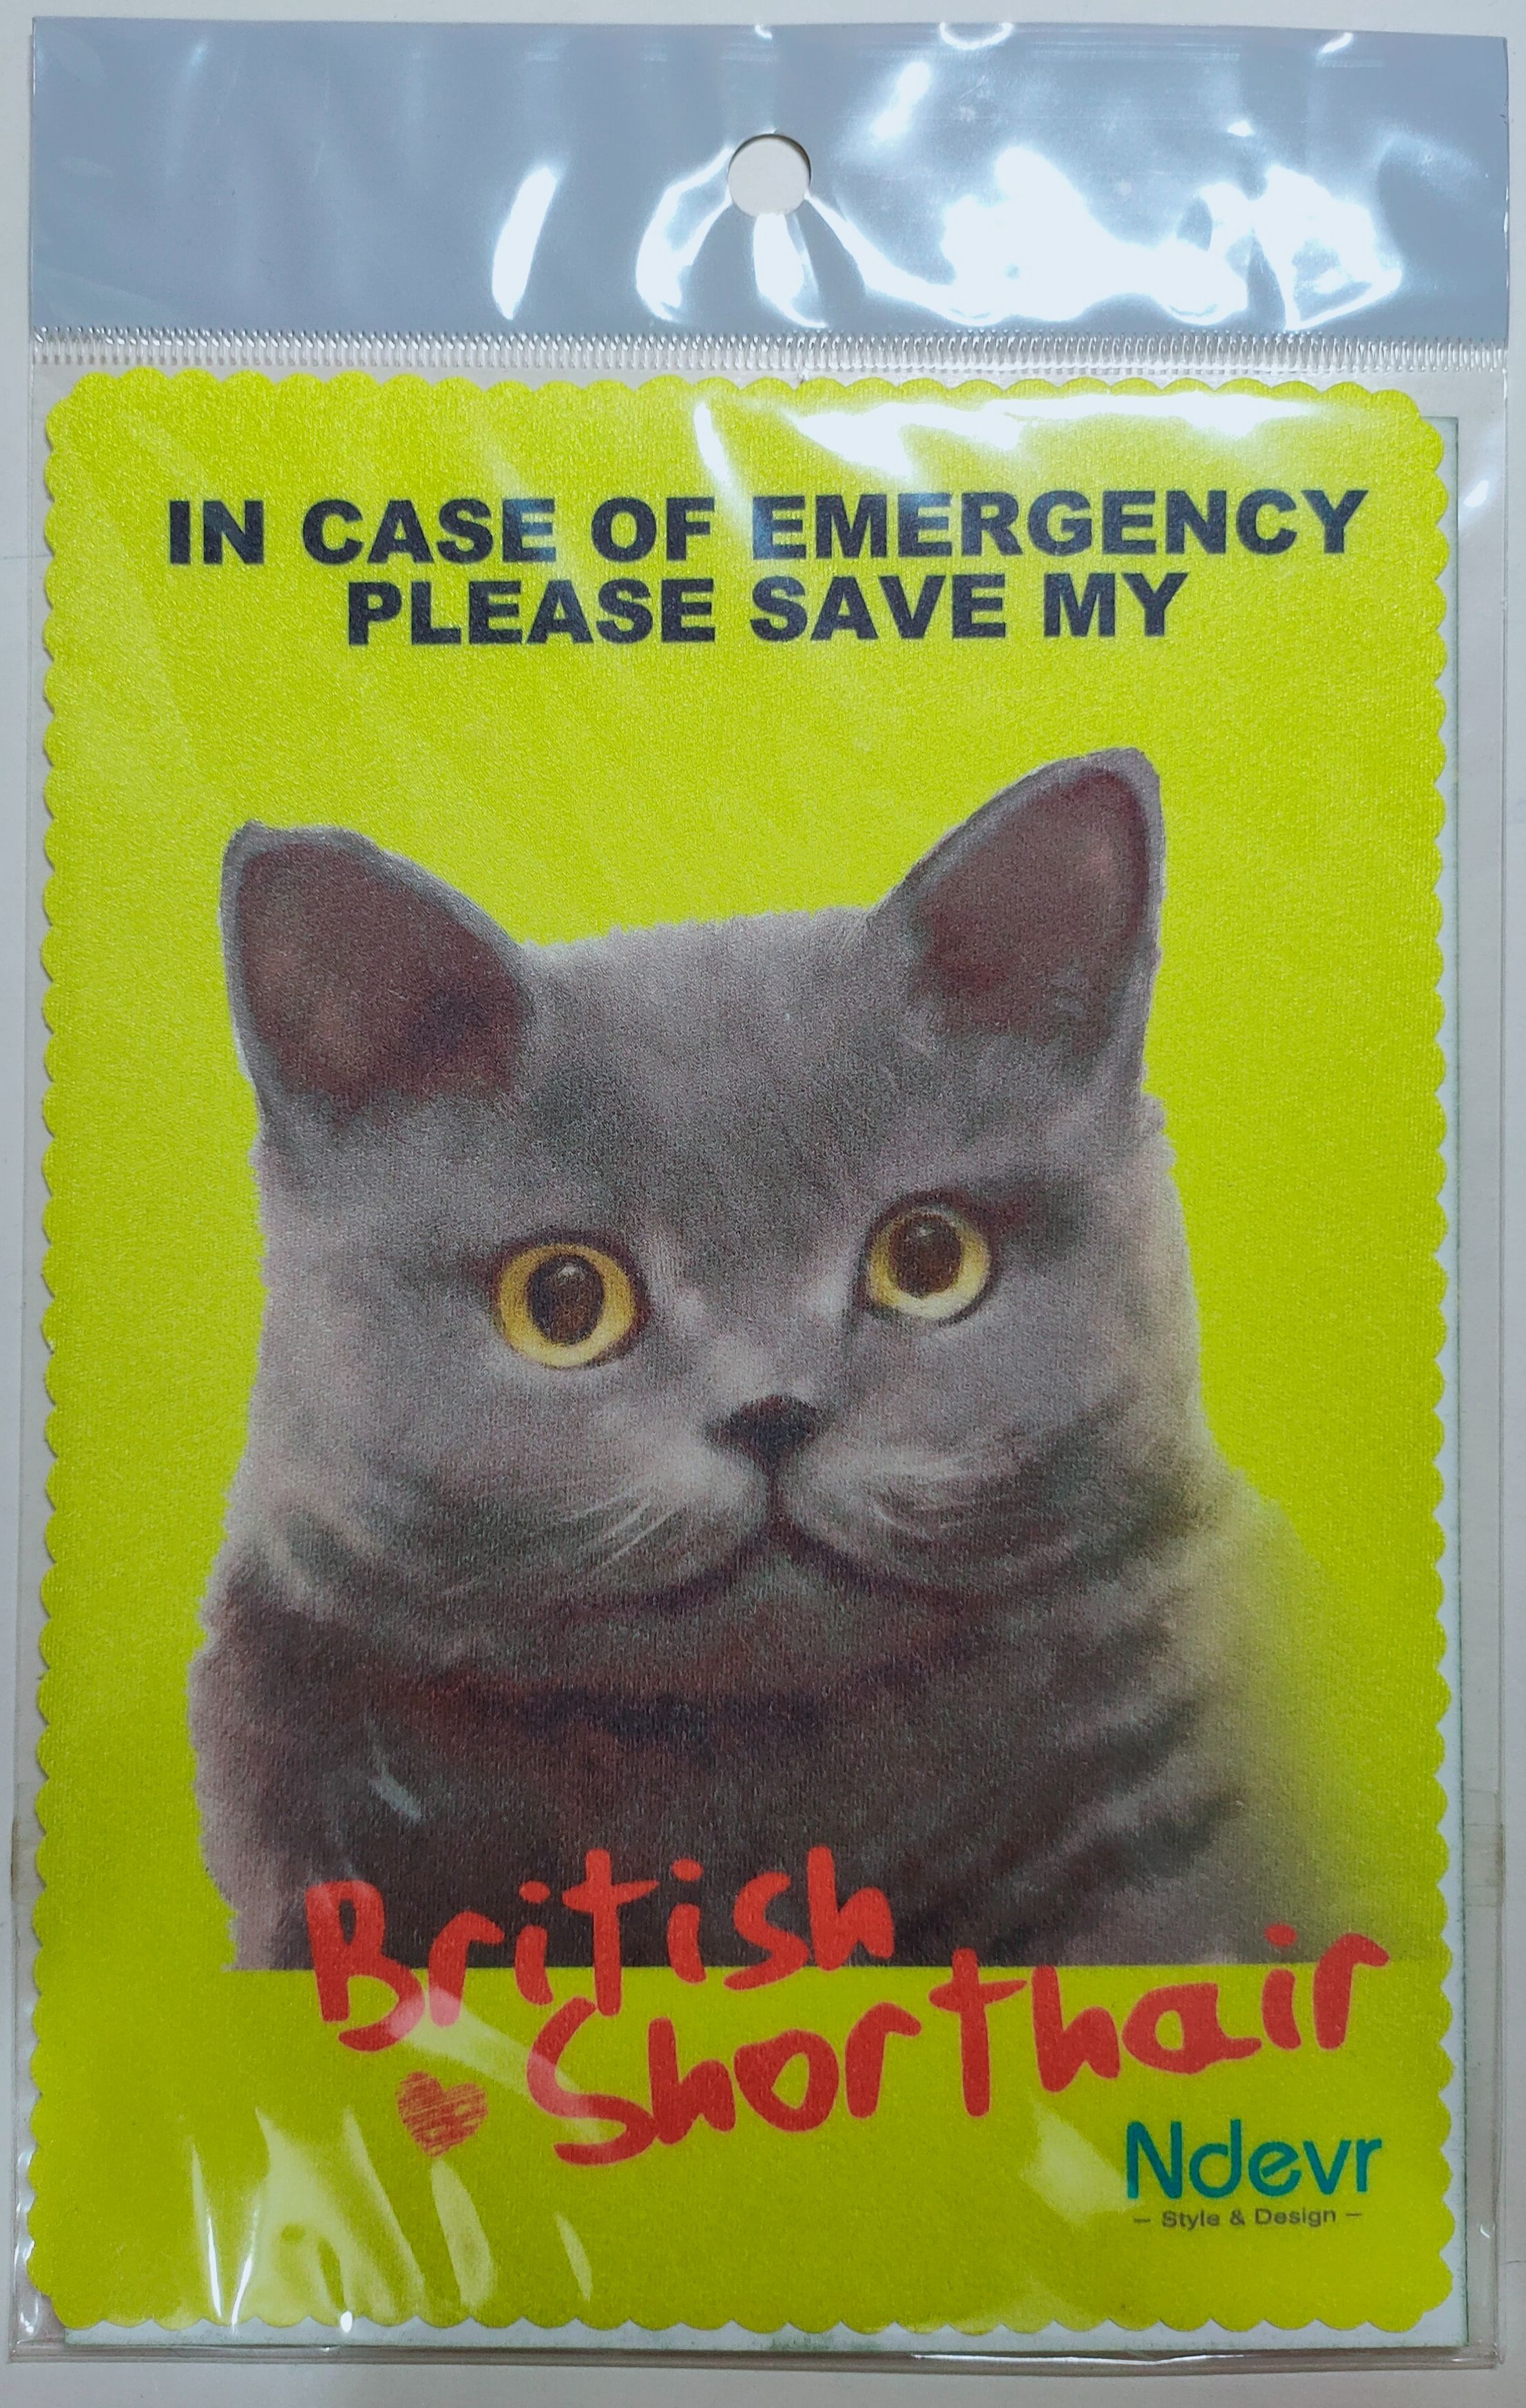 IN CASE OF EMERGENCY
PLEASE SAVE MY
British
Shorthair
Ndevr
— Style & Design —